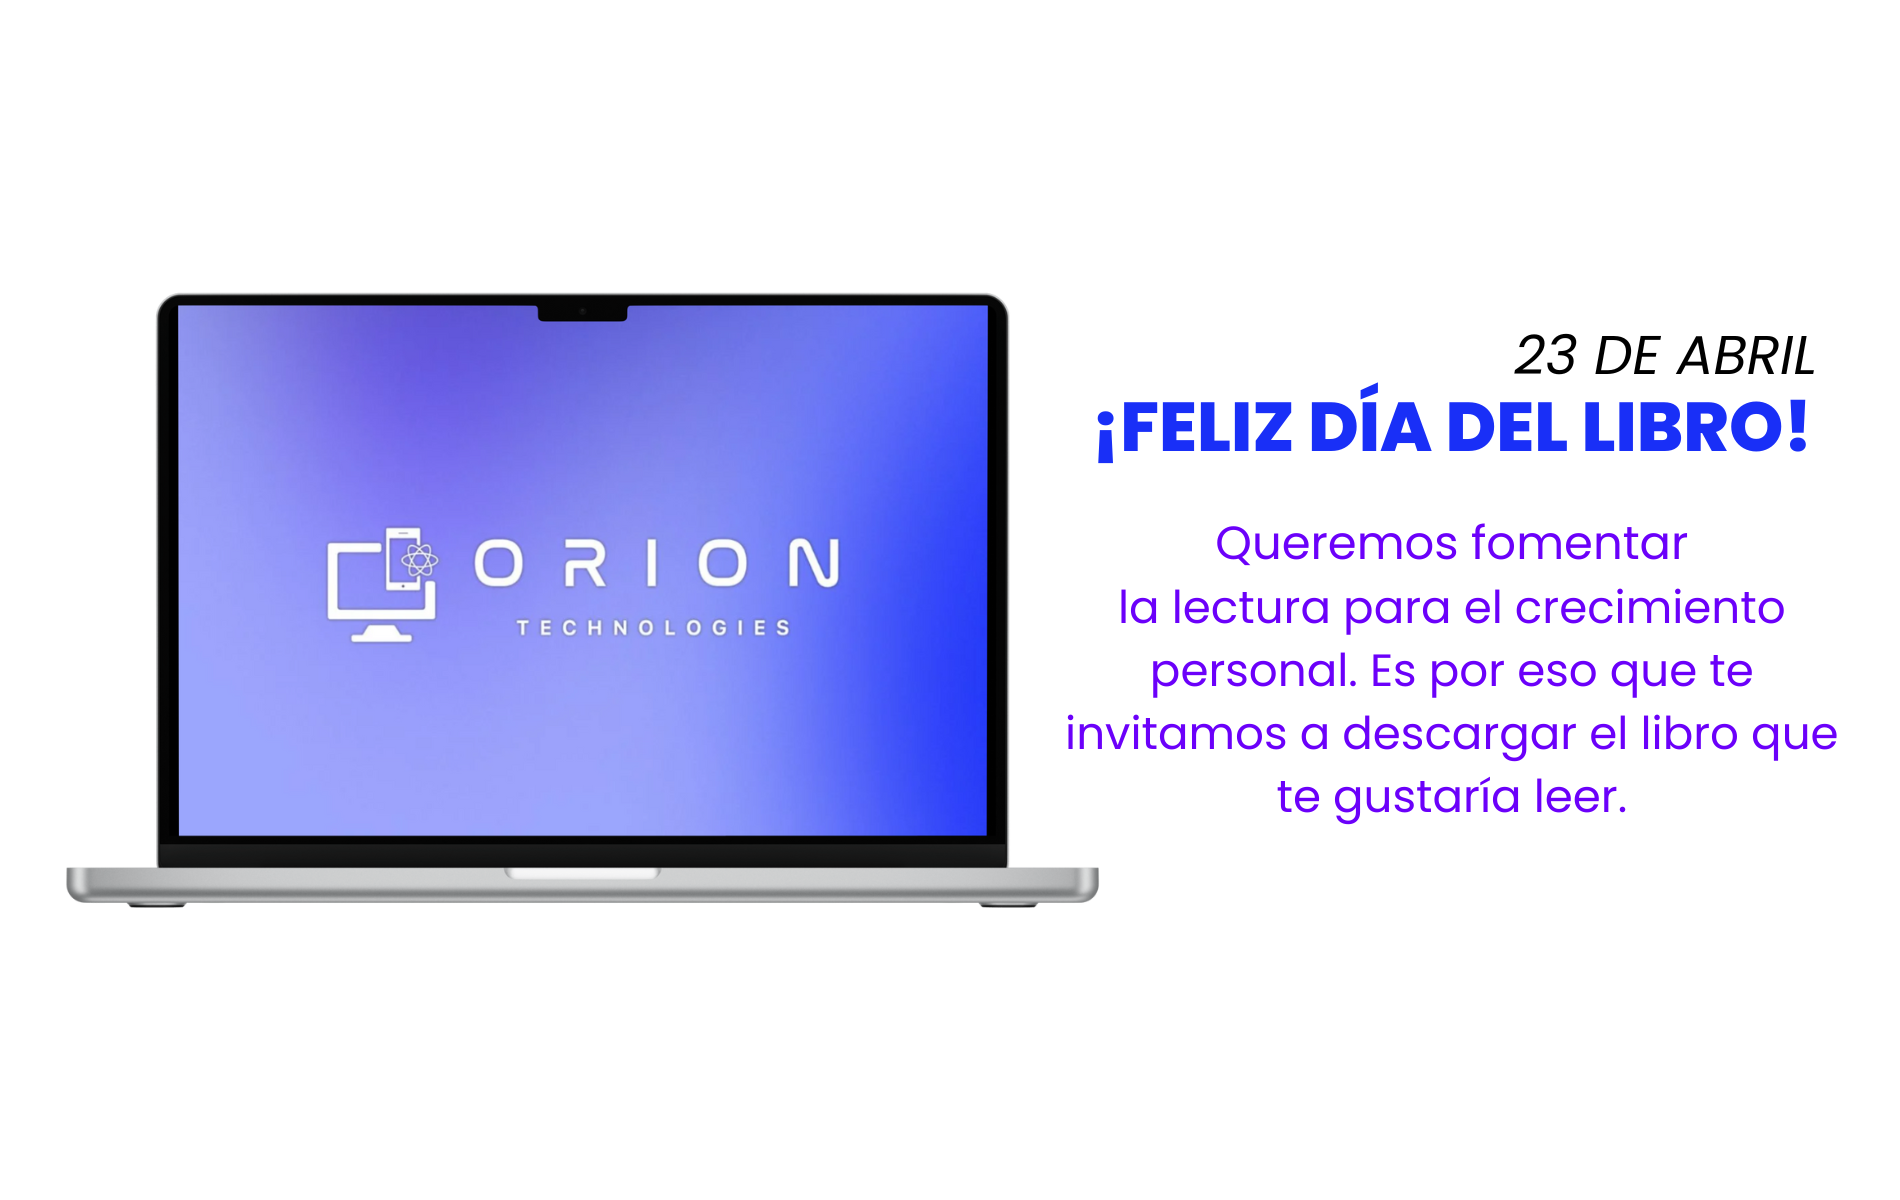 ORION
TECHNOLOGIES
23 DE ABRIL
¡FELIZ DÍA DEL LIBRO!
Queremos fomentar
la lectura para el crecimiento
personal. Es por eso que te
invitamos a descargar el libro que
te gustaría leer.